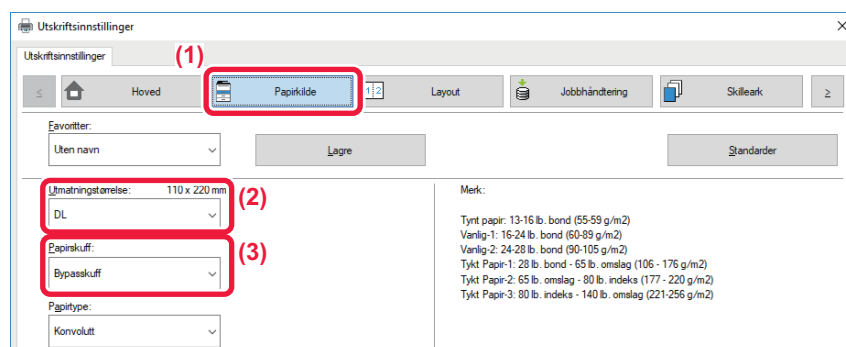 Utskriftsinnstillinger
Utskriftsinnstillinger
(1)
≤ Hoved Papirkilde 1 2 Layout Jobbhåndtering Skilleark ≥
Favoritter:
Uten navn Lagre Standarder
Utmatningstørrelse: 110 x 220 mm
(2)
DL
Papirskuff:
(3)
Bypasskuff
Papirtype:
Konvolutt
Merk:
Tynt papir: 13-16 lb. bond (55-59 g/m2)
Vanlig-1: 16-24 lb. bond (60-89 g/m2)
Vanlig-2: 24-28 lb. bond (90-105 g/m2)
Tykt Papir-1: 28 lb. bond - 65 lb. omslag (106 - 176 g/m2)
Tykt Papir-2: 65 lb. omslag - 80 lb. indeks (177 - 220 g/m2)
Tykt Papir-3: 80 lb. indeks - 140 lb. omslag (221-256 g/m2)